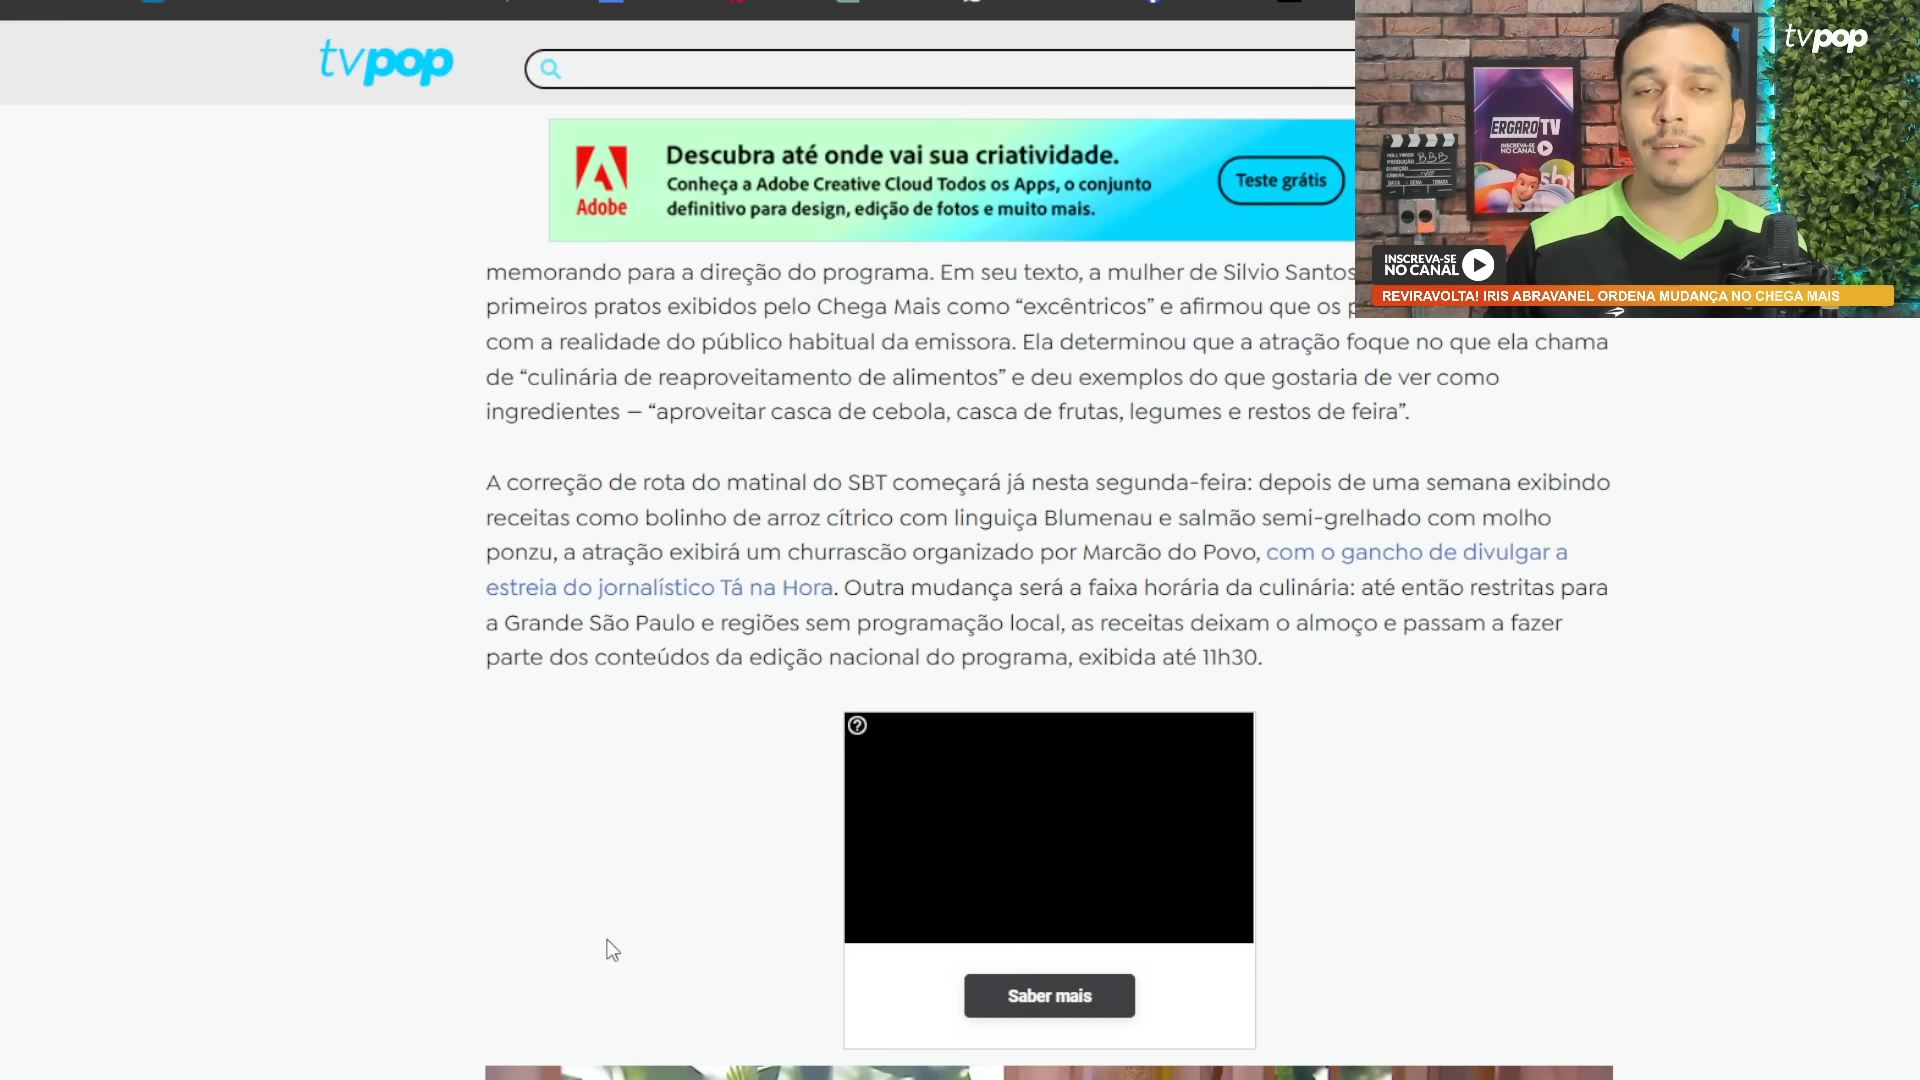 tvpop
Descubra até onde vai sua criatividade.
Conheça a Adobe Creative Cloud Todos os Apps, o conjunto
definitivo para design, edição de fotos e muito mais.
Adobe
Teste grátis
tvpop
ERGARO TV
INSCREVA-SE
NO CANAL
BBB
INSCREVA-SE
NO CANAL
REVIRAVOLTA! IRIS ABRAVANEL ORDENA MUDANÇA NO CHEGA MAIS
memorando para a direção do programa. Em seu texto, a mulher de Silvio Santos
primeiros pratos exibidos pelo Chega Mais como “excêntricos” e afirmou que os
com a realidade do público habitual da emissora. Ela determinou que a atração foque no que ela chama
de “culinária de reaproveitamento de alimentos” e deu exemplos do que gostaria de ver como
ingredientes – “aproveitar casca de cebola, casca de frutas, legumes e restos de feira”.
A correção de rota do matinal do SBT começará já nesta segunda-feira: depois de uma semana exibindo
receitas como bolinho de arroz cítrico com linguiça Blumenau e salmão semi-grelhado com molho
ponzu, a atração exibirá um churrascão organizado por Marcão do Povo, com o gancho de divulgar a
estreia do jornalístico Tá na Hora. Outra mudança será a faixa horária da culinária: até então restritas para
a Grande São Paulo e regiões sem programação local, as receitas deixam o almoço e passam a fazer
parte dos conteúdos da edição nacional do programa, exibida até 11h30.
Saber mais